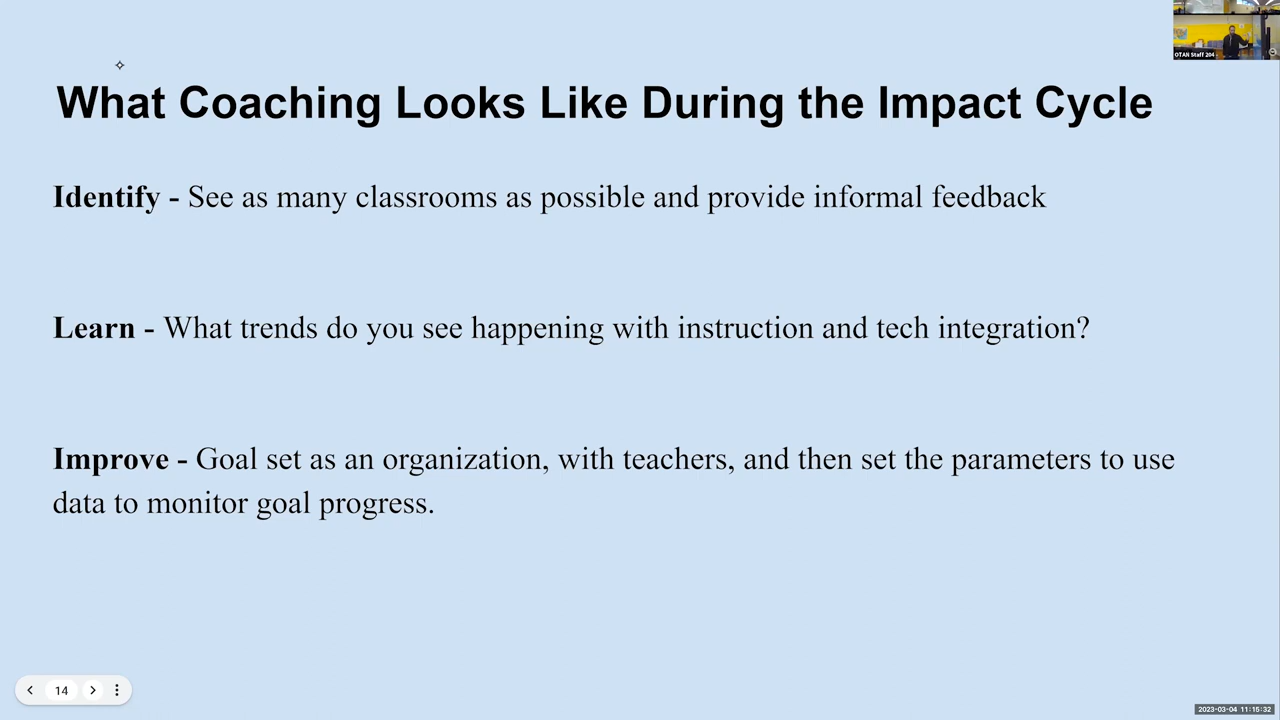 OTAN Staff 204
What Coaching Looks Like During the Impact Cycle
Identify - See as many classrooms as possible and provide informal feedback
Learn - What trends do you see happening with instruction and tech integration?
Improve - Goal set as an organization, with teachers, and then set the parameters to use
data to monitor goal progress.
14
2023-03-04 11:15:32